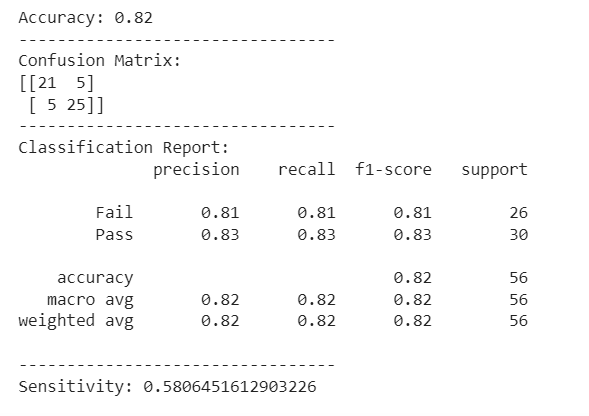 Accuracy: 0.82
---------------------------------
Confusion Matrix:
[[21  5]
 [ 5 25]]
---------------------------------
Classification Report:
              precision    recall  f1-score   support

        Fail       0.81      0.81      0.81        26
        Pass       0.83      0.83      0.83        30

    accuracy                           0.82        56
   macro avg       0.82      0.82      0.82        56
weighted avg       0.82      0.82      0.82        56

---------------------------------
Sensitivity: 0.5806451612903226